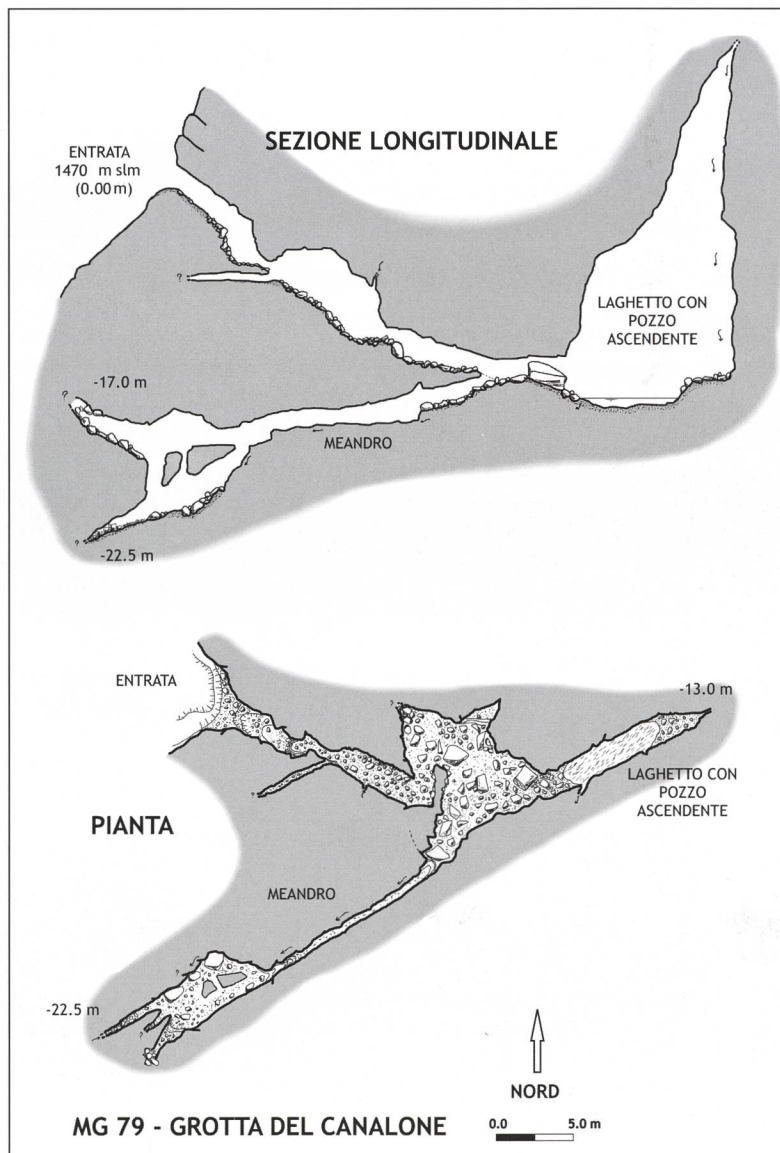 SEZIONE LONGITUDINALE
ENTRATA
1470 m slm
(0.00 m)
?
LAGHETTO CON
POZZO
ASCENDENTE
-17.0 m
?
MEANDRO
?
-22.5 m
ENTRATA
?
-13.0 m
?
LAGHETTO CON
POZZO
ASCENDENTE
PIANTA
MEANDRO
?
-22.5 m
?
NORD
MG 79 - GROTTA DEL CANALONE
0.0 5.0 m